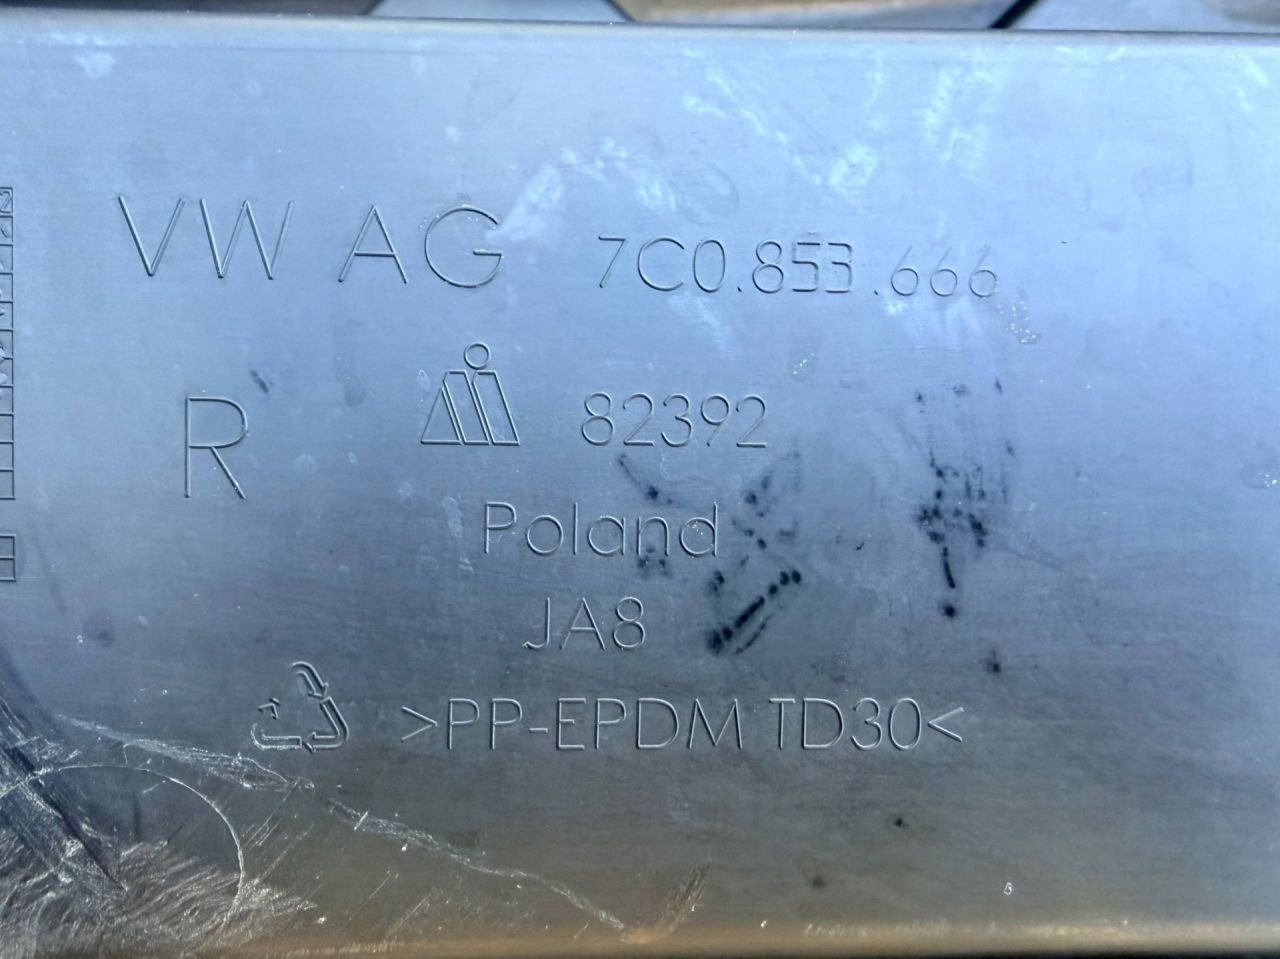 VW AG 7C0.853.666
R 82392
Poland
JA8
>PP-EPDM TD30<